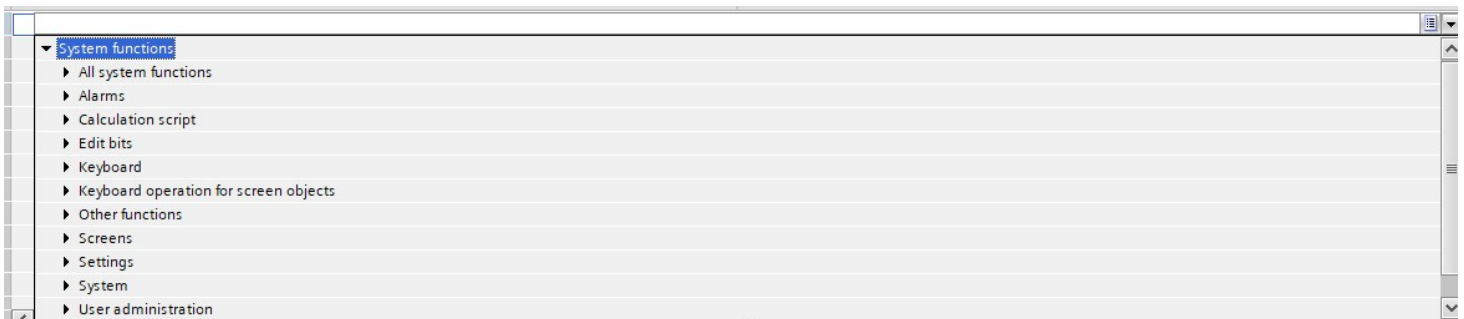 System functions
All system functions
Alarms
Calculation script
Edit bits
Keyboard
Keyboard operation for screen objects
Other functions
Screens
Settings
System
User administration